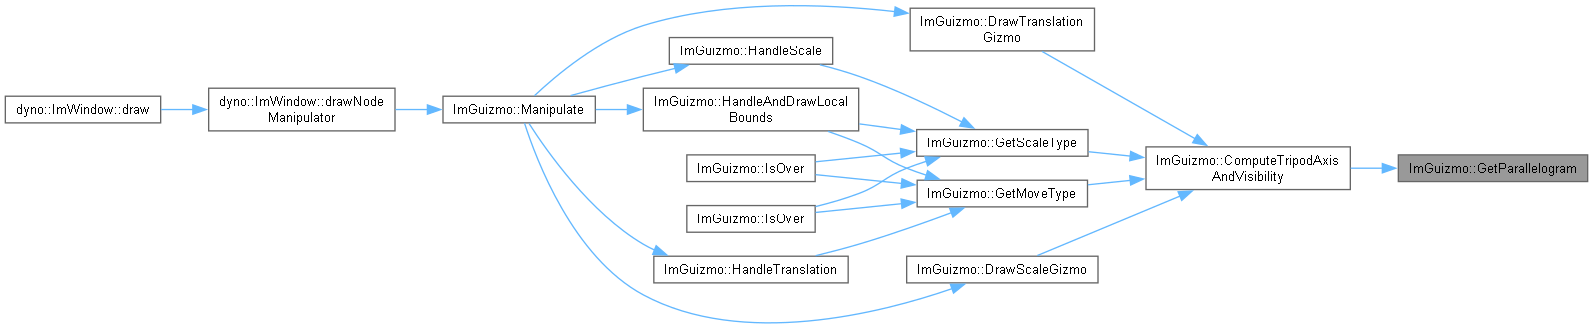 dyno::ImWindow::draw
dyno::ImWindow::drawNode
Manipulator
ImGuizmo::Manipulate
ImGuizmo::HandleScale
ImGuizmo::HandleAndDrawLocal
Bounds
ImGuizmo::IsOver
ImGuizmo::IsOver
ImGuizmo::HandleTranslation
ImGuizmo::DrawTranslation
Gizmo
ImGuizmo::GetScaleType
ImGuizmo::GetMoveType
ImGuizmo::DrawScaleGizmo
ImGuizmo::ComputeTripodAxis
AndVisibility
ImGuizmo::GetParallelogram